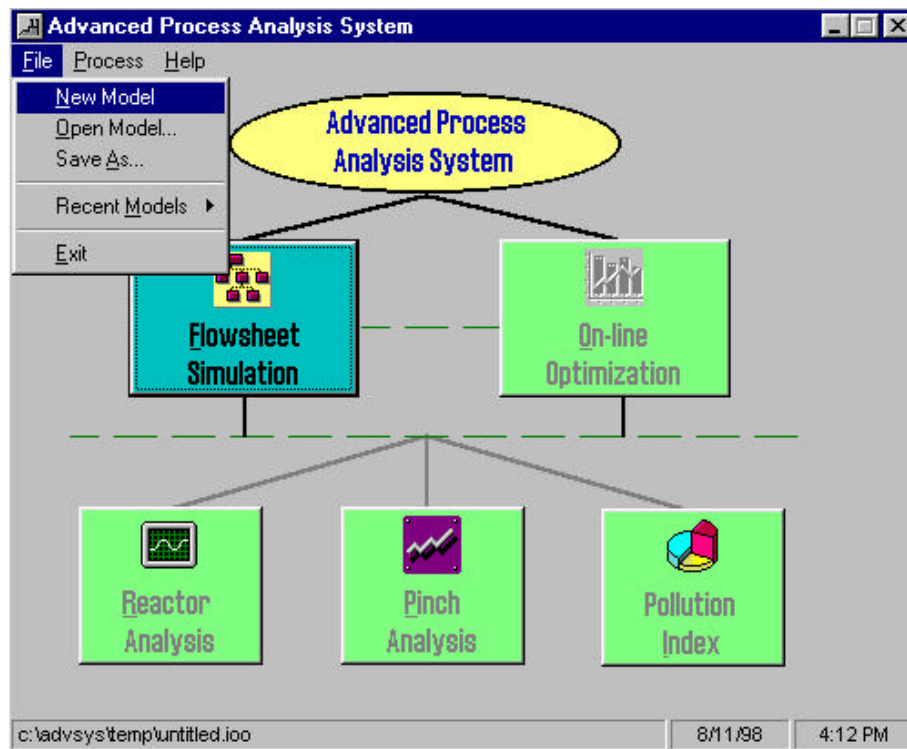 Advanced Process Analysis System
File Process Help
New Model
Open Model...
Save As...
Recent Models
Exit
Advanced Process
Analysis System
Flowsheet
Simulation
On-line
Optimization
Reactor
Analysis
Pinch
Analysis
Pollution
Index
c:\advsys\temp\untitled.ioo
8/11/98
4:12 PM